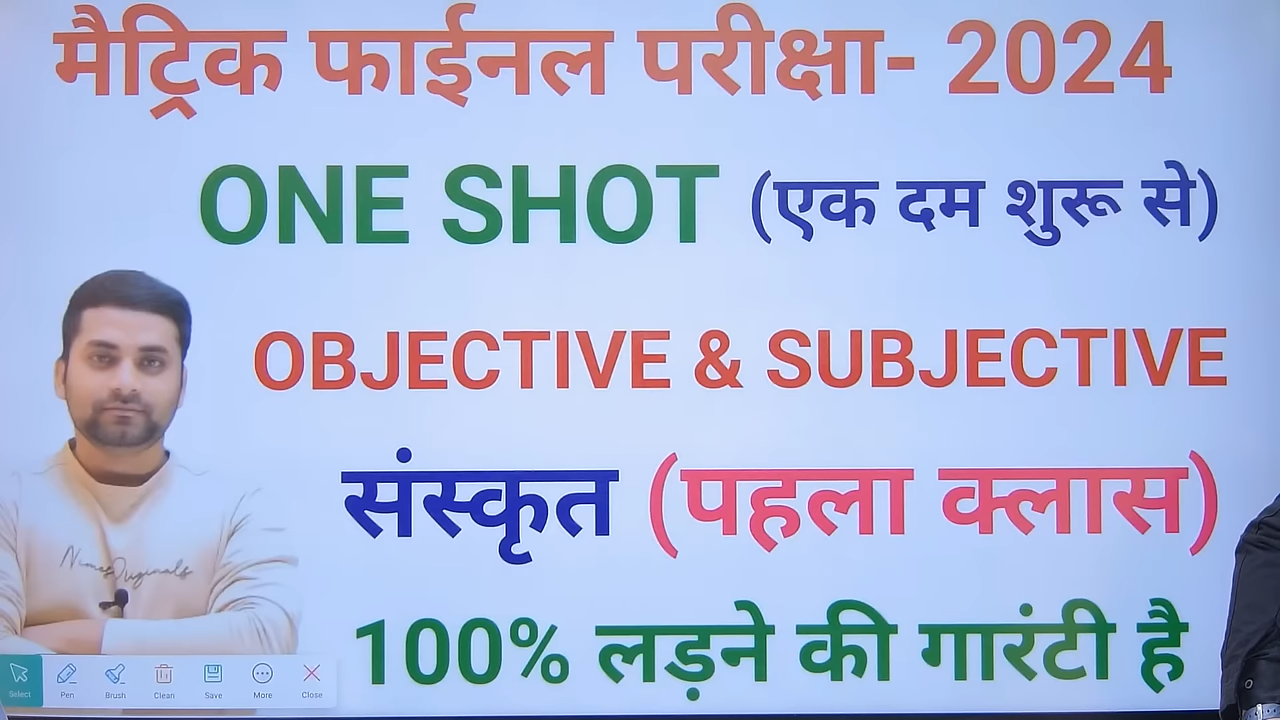 मैट्रिक फाईनल परीक्षा- 2024
ONE SHOT (एक दम शुरू से)
OBJECTIVE & SUBJECTIVE
संस्कृत (पहला क्लास)
100% लड़ने की गारंटी है
Select Pen Brush Clean Save More Close